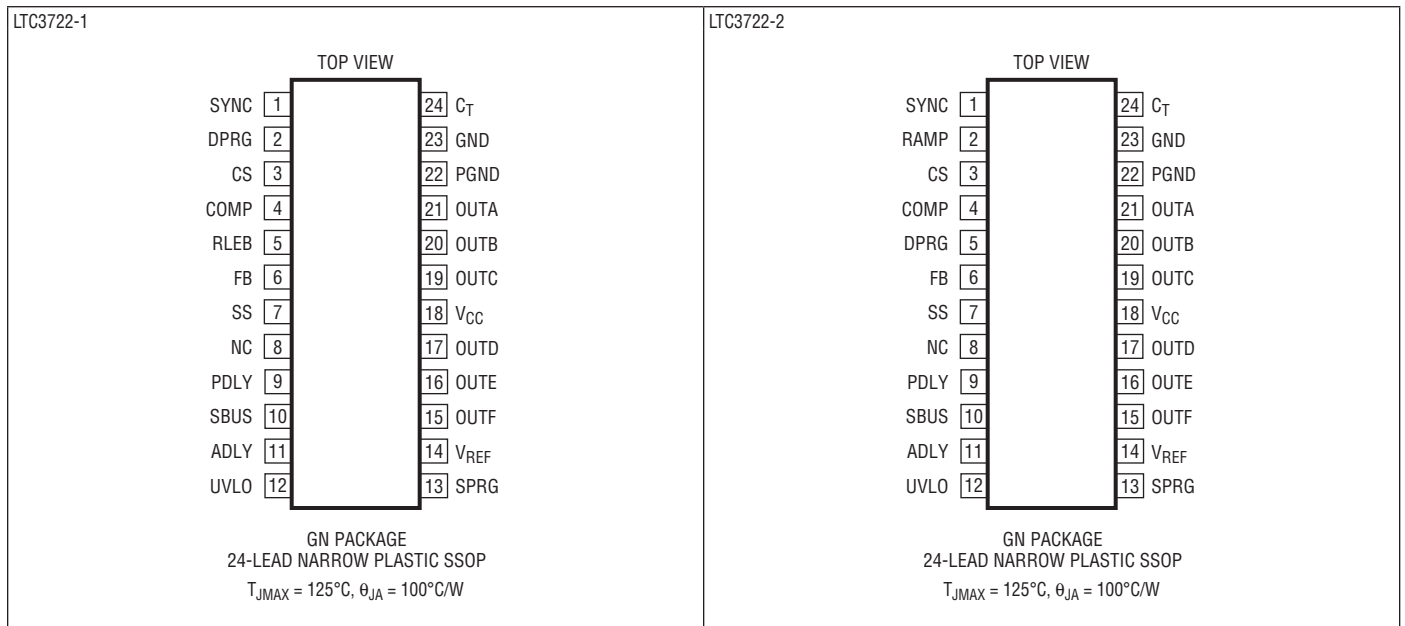 LTC3722-1
TOP VIEW
SYNC 1 24 CT
DPRG 2 23 GND
CS 3 22 PGND
COMP 4 21 OUTA
RLEB 5 20 OUTB
FB 6 19 OUTC
SS 7 18 VCC
NC 8 17 OUTD
PDLY 9 16 OUTE
SBUS 10 15 OUTF
ADLY 11 14 VREF
UVLO 12 13 SPRG
GN PACKAGE
24-LEAD NARROW PLASTIC SSOP
TJMAX = 125°C, θJA = 100°C/W
LTC3722-2
TOP VIEW
SYNC 1 24 CT
RAMP 2 23 GND
CS 3 22 PGND
COMP 4 21 OUTA
DPRG 5 20 OUTB
FB 6 19 OUTC
SS 7 18 VCC
NC 8 17 OUTD
PDLY 9 16 OUTE
SBUS 10 15 OUTF
ADLY 11 14 VREF
UVLO 12 13 SPRG
GN PACKAGE
24-LEAD NARROW PLASTIC SSOP
TJMAX = 125°C, θJA = 100°C/W